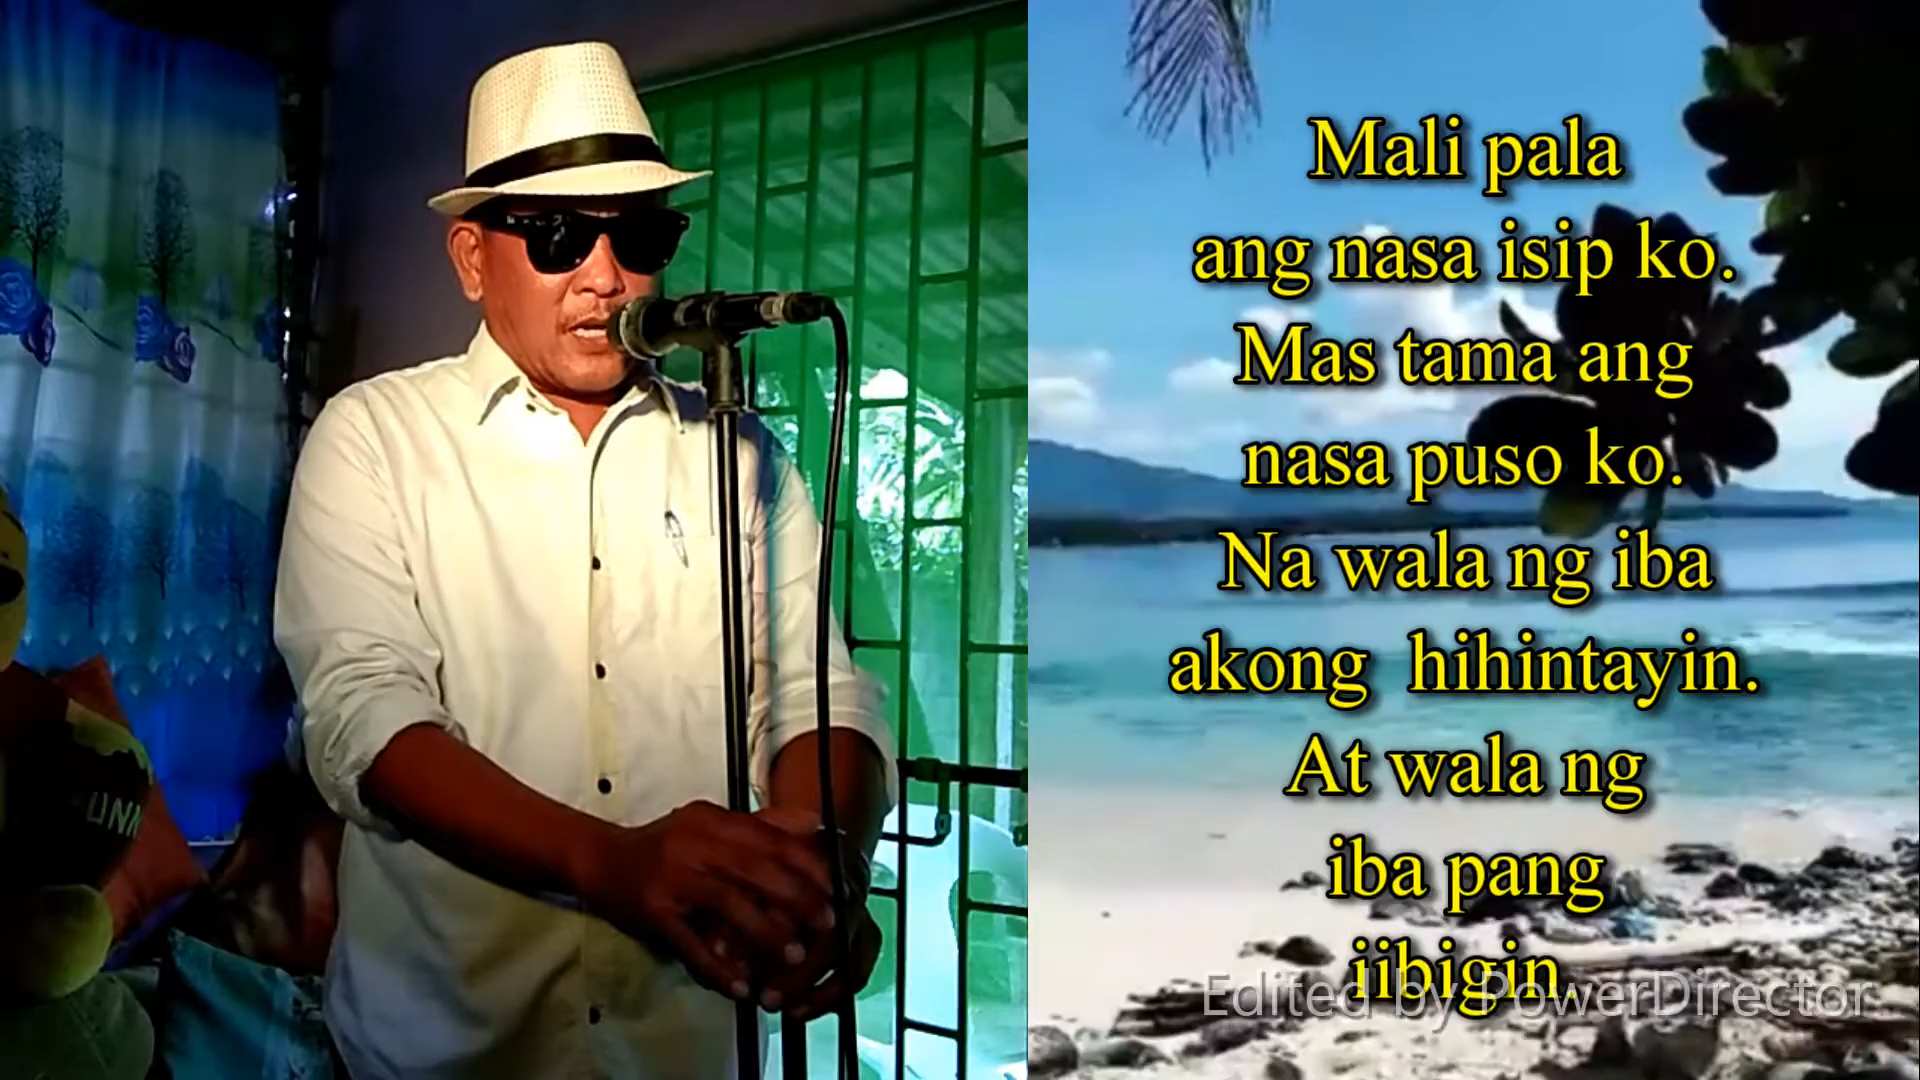 Mali pala
ang nasa isip ko.
Mas tama ang
nasa puso ko.
Na wala ng iba
akong  hihintayin.
At wala ng
iba pang
iibigin.
Edited by PowerDirector